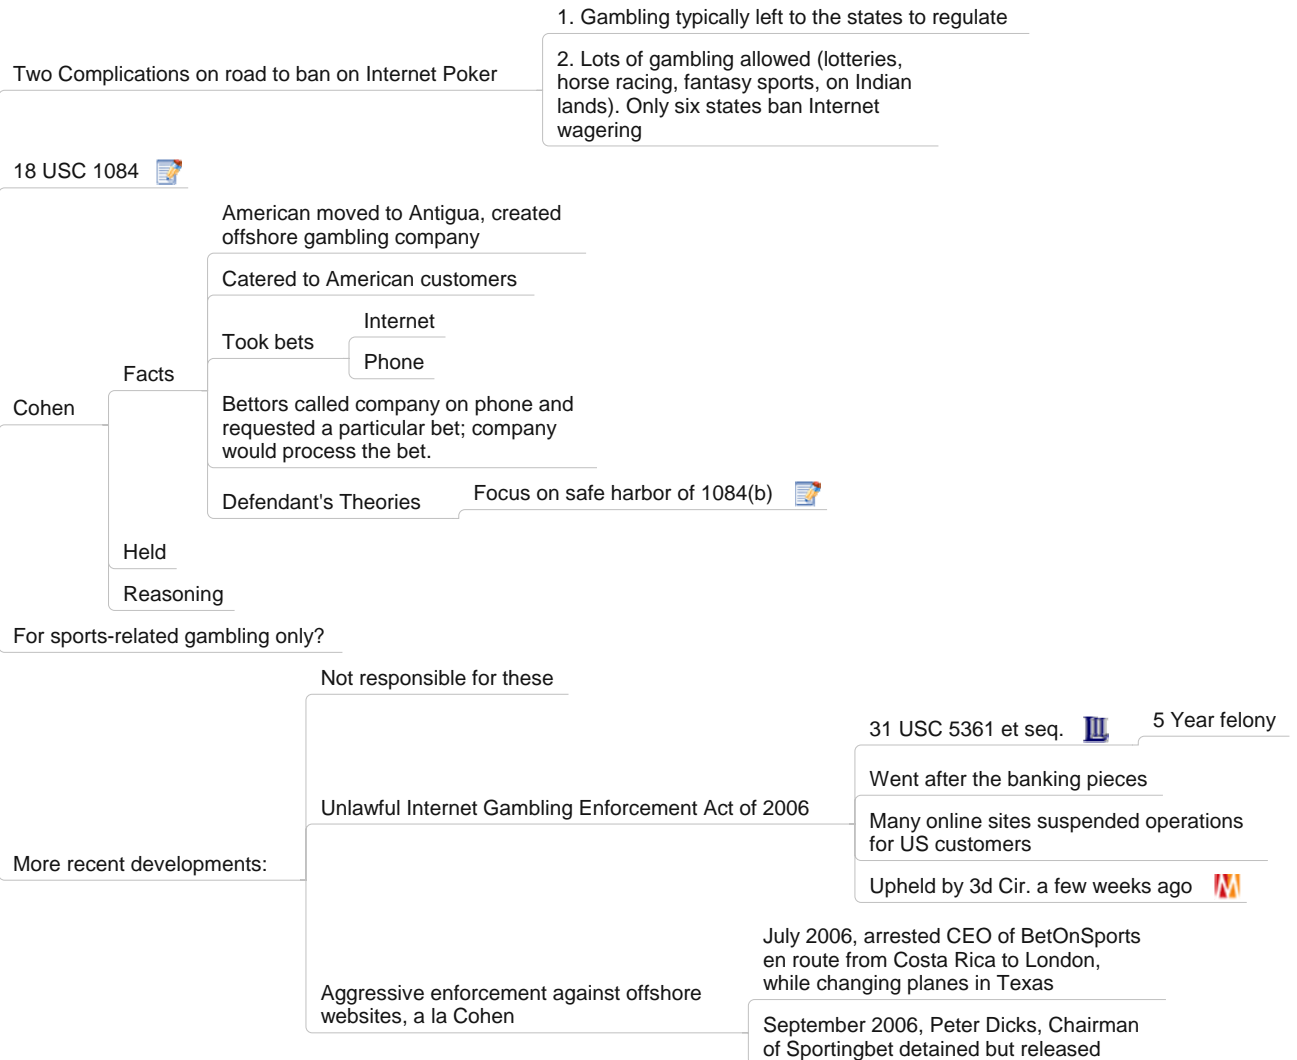 1. Gambling typically left to the states to regulate
Two Complications on road to ban on Internet Poker
2. Lots of gambling allowed (lotteries,
horse racing, fantasy sports, on Indian
lands). Only six states ban Internet
wagering
18 USC 1084
American moved to Antigua, created
offshore gambling company
Catered to American customers
Internet
Took bets
Phone
Facts
Cohen
Bettors called company on phone and
requested a particular bet; company
would process the bet.
Defendant's Theories
Focus on safe harbor of 1084(b)
Held
Reasoning
For sports-related gambling only?
Not responsible for these
31 USC 5361 et seq.
5 Year felony
Went after the banking pieces
Unlawful Internet Gambling Enforcement Act of 2006
Many online sites suspended operations
for US customers
More recent developments:
Upheld by 3d Cir. a few weeks ago
July 2006, arrested CEO of BetOnSports
en route from Costa Rica to London,
while changing planes in Texas
Aggressive enforcement against offshore
websites, a la Cohen
September 2006, Peter Dicks, Chairman
of Sportingbet detained but released